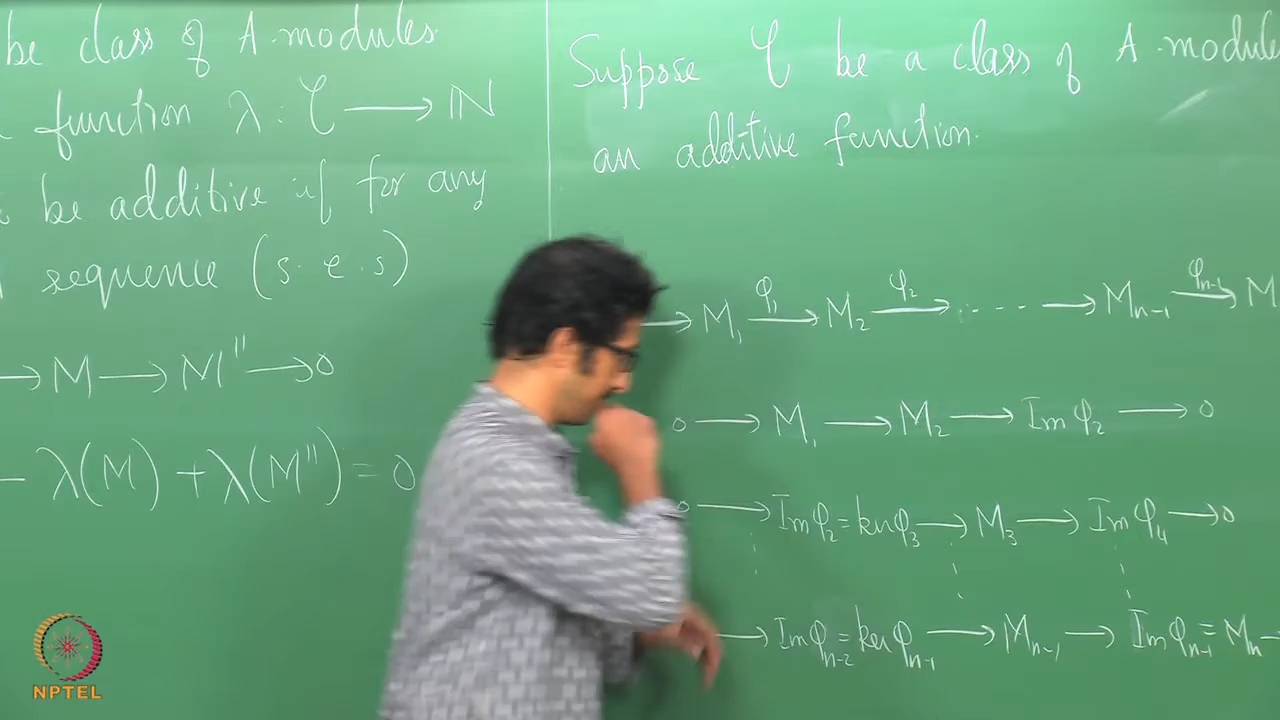 be class of A-modules.
function λ : ζ ⟶ ℕ
be additive if for any
sequence (s.e.s)
⟶ M ⟶ M'' ⟶ 0
− λ(M) + λ(M'') = 0
Suppose ζ be a class of A-module
an additive function.
⟶ M₁ ⟶^φ₁ M₂ ⟶^φ₂ ..... ⟶ Mₙ₋₁ ⟶^φₙ₋₁ M
0 ⟶ M₁ ⟶ M₂ ⟶ Im φ₂ ⟶ 0
0 ⟶ Im φ₂ = ker φ₃ ⟶ M₃ ⟶ Im φ₄ ⟶ 0
⟶ Im φₙ₋₂ = ker φₙ₋₁ ⟶ Mₙ₋₁ ⟶ Im φₙ₋₁ = Mₙ
NPTEL